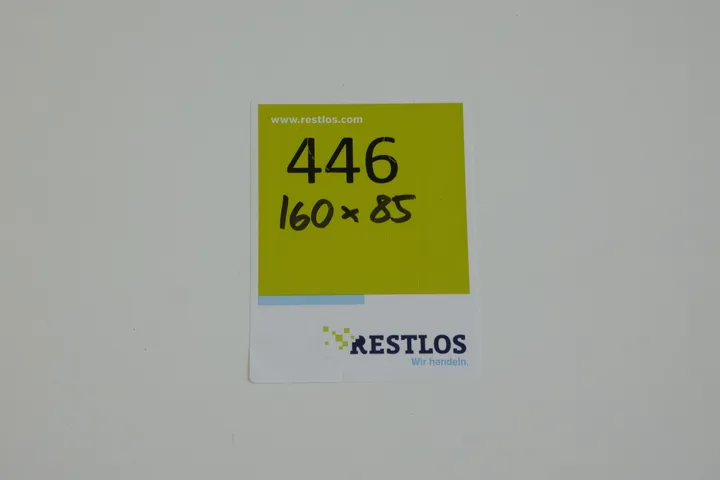 www.restlos.com
446
160 x 85
RESTLOS
Wir handeln.